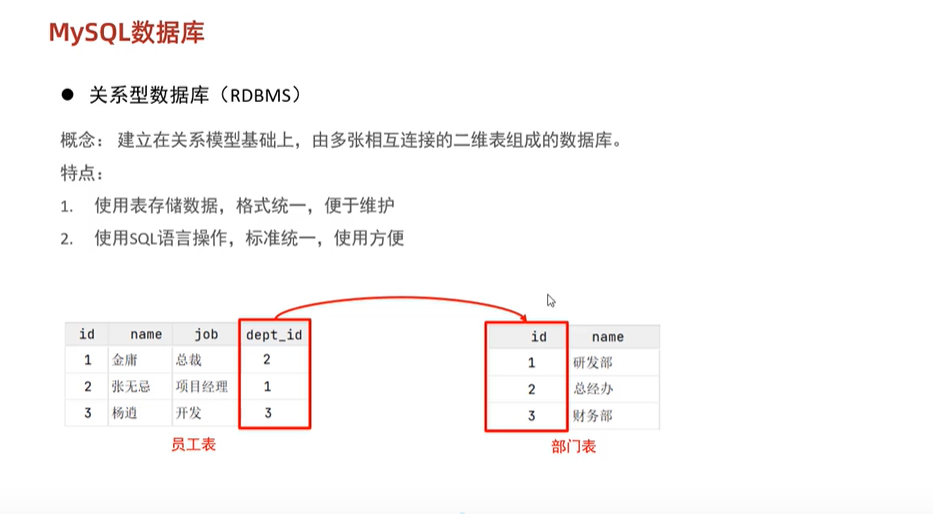 MySQL数据库
● 关系型数据库（RDBMS）
概念： 建立在关系模型基础上，由多张相互连接的二维表组成的数据库。
特点：
1. 使用表存储数据，格式统一，便于维护
2. 使用SQL语言操作，标准统一，使用方便
id name job dept_id
1 金庸 总裁 2
2 张无忌 项目经理 1
3 杨逍 开发 3
员工表
id name
1 研发部
2 总经办
3 财务部
部门表